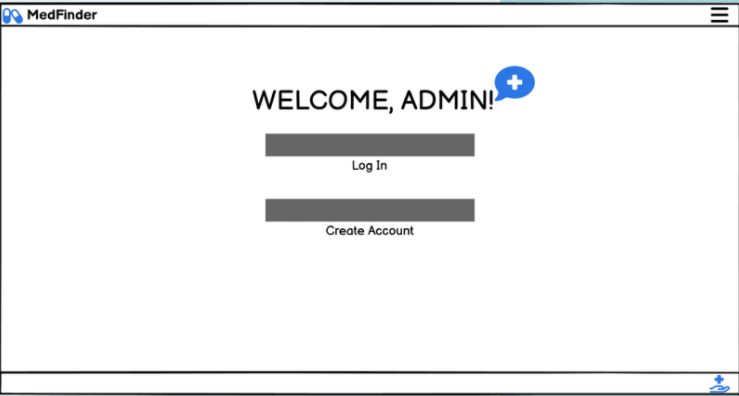 MedFinder
WELCOME, ADMIN!
Log In
Create Account